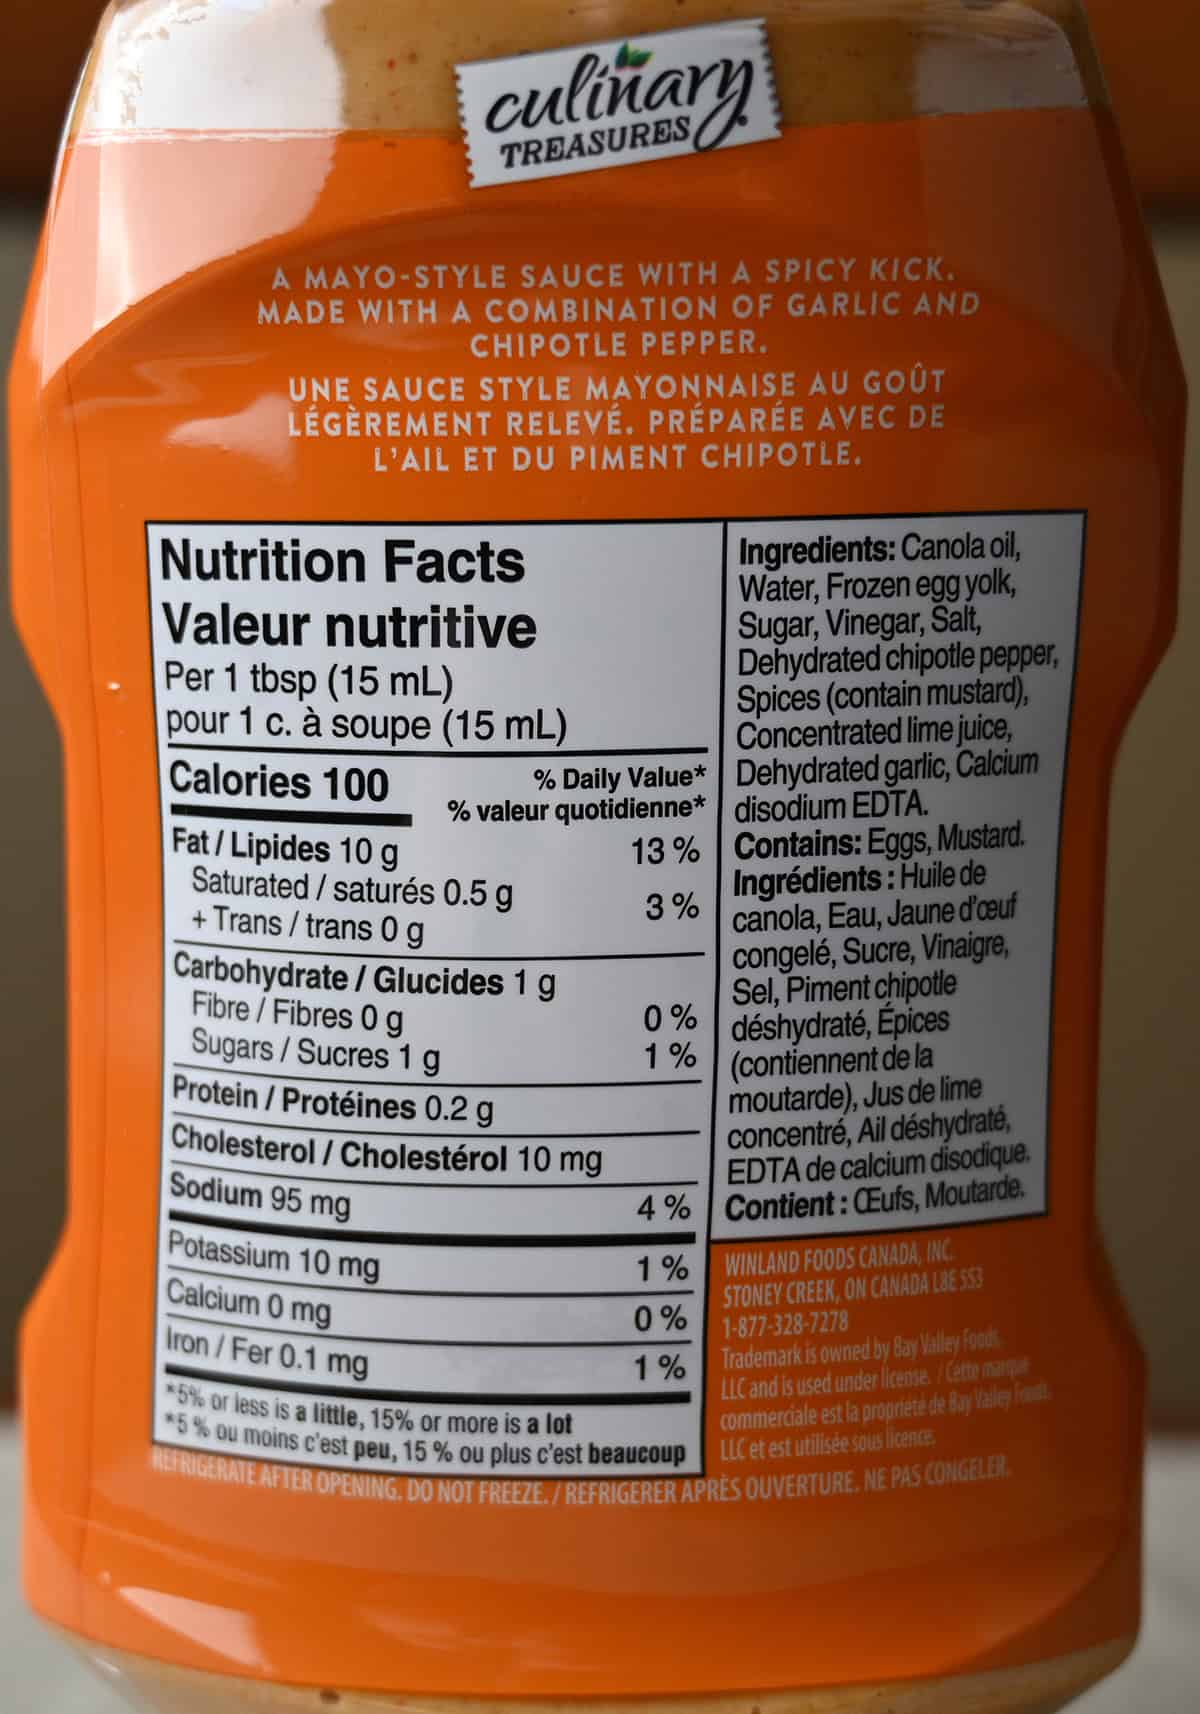 culinary
TREASURES
A MAYO-STYLE SAUCE WITH A SPICY KICK.
MADE WITH A COMBINATION OF GARLIC AND
CHIPOTLE PEPPER.
UNE SAUCE STYLE MAYONNAISE AU GOÛT
LÉGÈREMENT RELEVÉ. PRÉPARÉE AVEC DE
L'AIL ET DU PIMENT CHIPOTLE.
Nutrition Facts
Valeur nutritive
Per 1 tbsp (15 mL)
pour 1 c. à soupe (15 mL)
Calories 100
% Daily Value*
% valeur quotidienne*
Fat / Lipides 10 g 13 %
Saturated / saturés 0.5 g
+ Trans / trans 0 g 3 %
Carbohydrate / Glucides 1 g
Fibre / Fibres 0 g 0 %
Sugars / Sucres 1 g 1 %
Protein / Protéines 0.2 g
Cholesterol / Cholestérol 10 mg
Sodium 95 mg 4 %
Potassium 10 mg 1 %
Calcium 0 mg 0 %
Iron / Fer 0.1 mg 1 %
*5% or less is a little, 15% or more is a lot
*5 % ou moins c'est peu, 15 % ou plus c'est beaucoup
Ingredients: Canola oil,
Water, Frozen egg yolk,
Sugar, Vinegar, Salt,
Dehydrated chipotle pepper,
Spices (contain mustard),
Concentrated lime juice,
Dehydrated garlic, Calcium
disodium EDTA.
Contains: Eggs, Mustard.
Ingrédients : Huile de
canola, Eau, Jaune d'œuf
congelé, Sucre, Vinaigre,
Sel, Piment chipotle
déshydraté, Épices
(contiennent de la
moutarde), Jus de lime
concentré, Ail déshydraté,
EDTA de calcium disodique.
Contient : Œufs, Moutarde.
WINLAND FOODS CANADA, INC.
STONEY CREEK, ON CANADA L8E 5S3
1-877-328-7278
Trademark is owned by Bay Valley Foods,
LLC and is used under license. / Cette marque
commerciale est la propriété de Bay Valley Foods,
LLC et est utilisée sous licence.
REFRIGERATE AFTER OPENING. DO NOT FREEZE. / REFRIGERER APRÈS OUVERTURE. NE PAS CONGELER.